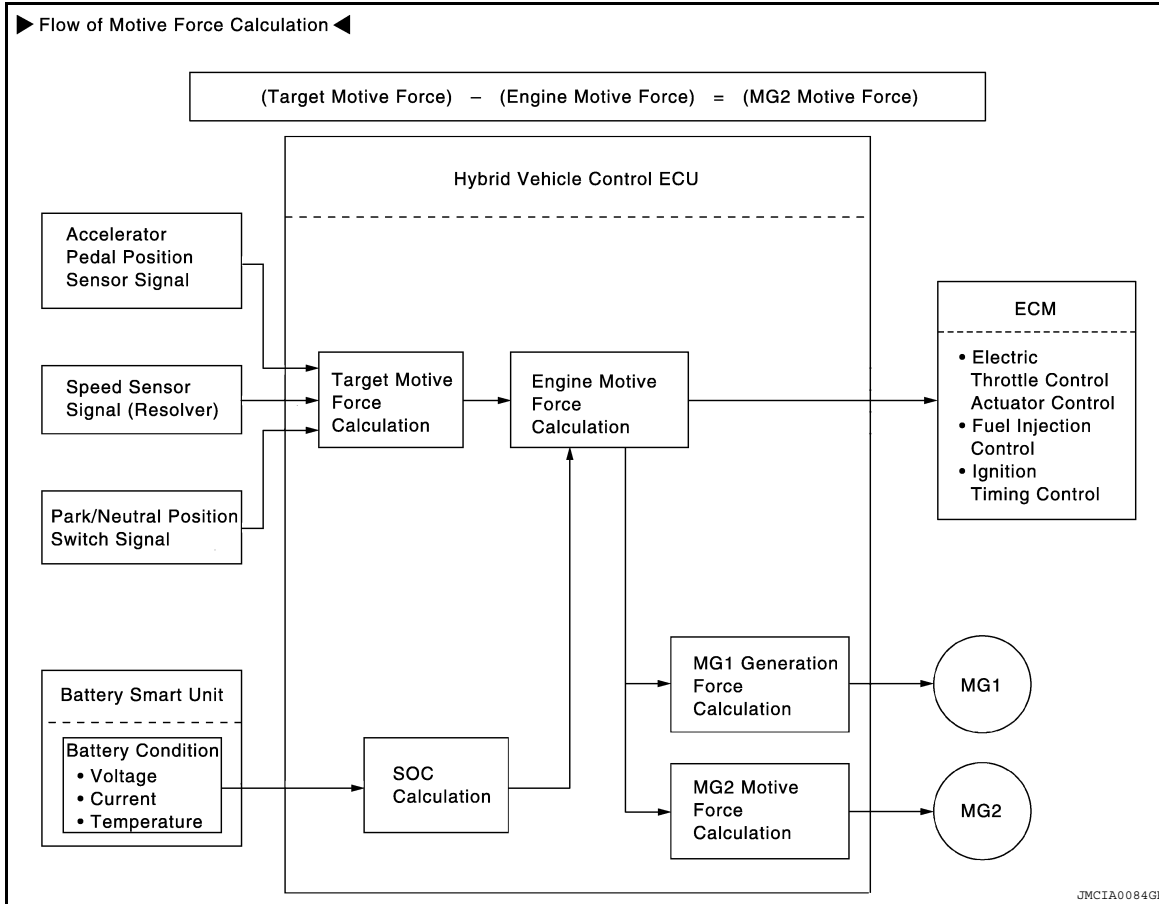 ▶ Flow of Motive Force Calculation ◀
(Target Motive Force) – (Engine Motive Force) = (MG2 Motive Force)
Hybrid Vehicle Control ECU
Accelerator
Pedal Position
Sensor Signal
Speed Sensor
Signal (Resolver)
Park/Neutral Position
Switch Signal
Target Motive
Force
Calculation
Engine Motive
Force
Calculation
ECM
• Electric
Throttle Control
Actuator Control
• Fuel Injection
Control
• Ignition
Timing Control
Battery Smart Unit
Battery Condition
• Voltage
• Current
• Temperature
SOC
Calculation
MG1 Generation
Force
Calculation
MG1
MG2 Motive
Force
Calculation
MG2